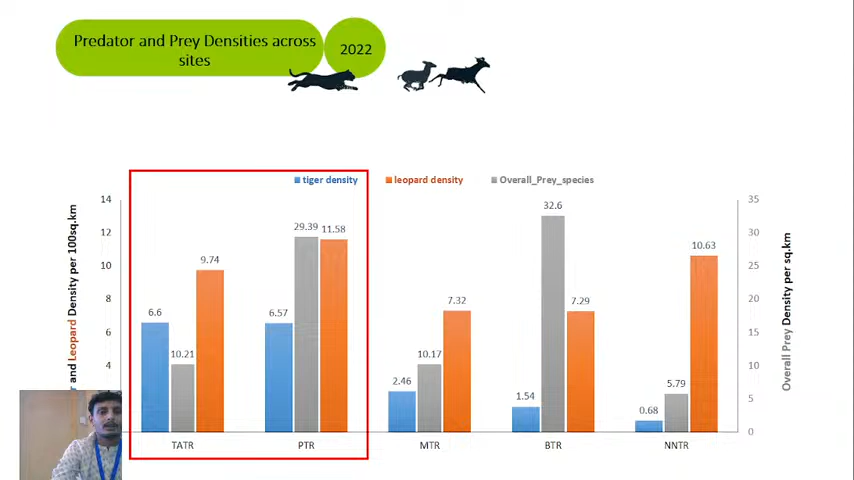 Predator and Prey Densities across
sites
2022
tiger density
leopard density
Overall_Prey_species
and Leopard Density per 100sq.km
14
12
10
8
6
4
6.6
10.21
9.74
6.57
29.39
11.58
2.46
10.17
7.32
1.54
32.6
7.29
0.68
5.79
10.63
35
30
25
20
15
10
5
0
Overall Prey Density per sq.km
TATR
PTR
MTR
BTR
NNTR